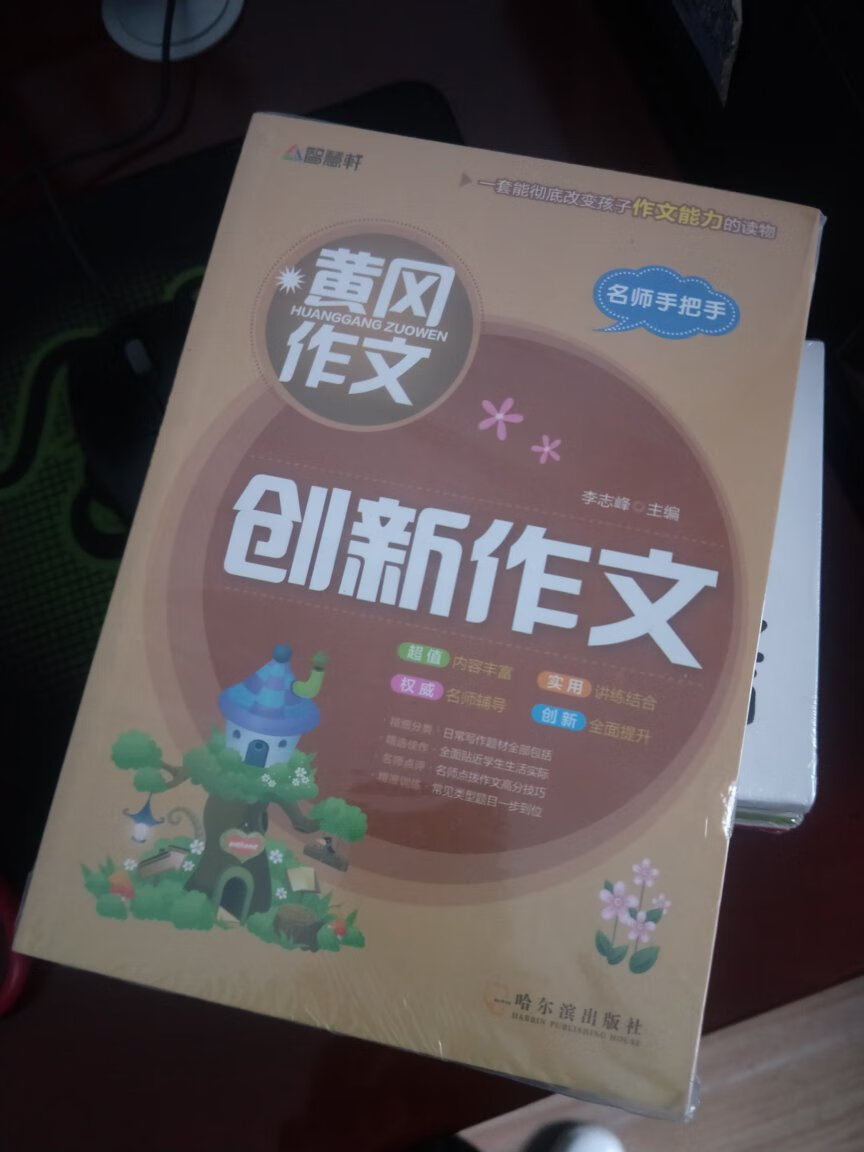 智慧軒
一套能彻底改变孩子作文能力的读物
名师手把手
黄冈
HUANGGANG ZUOWEN
作文
李志峰 主编
创新作文
超值 内容丰富 实用 讲练结合
权威 名师辅导 创新 全面提升
·精细分类·日常写作题材全部包括
·精选佳作·全面贴近学生生活实际
·名师点评·名师点拨作文高分技巧
·精准训练·常见类型题目一步到位
哈尔滨出版社
HARBIN PUBLISHING HOUSE